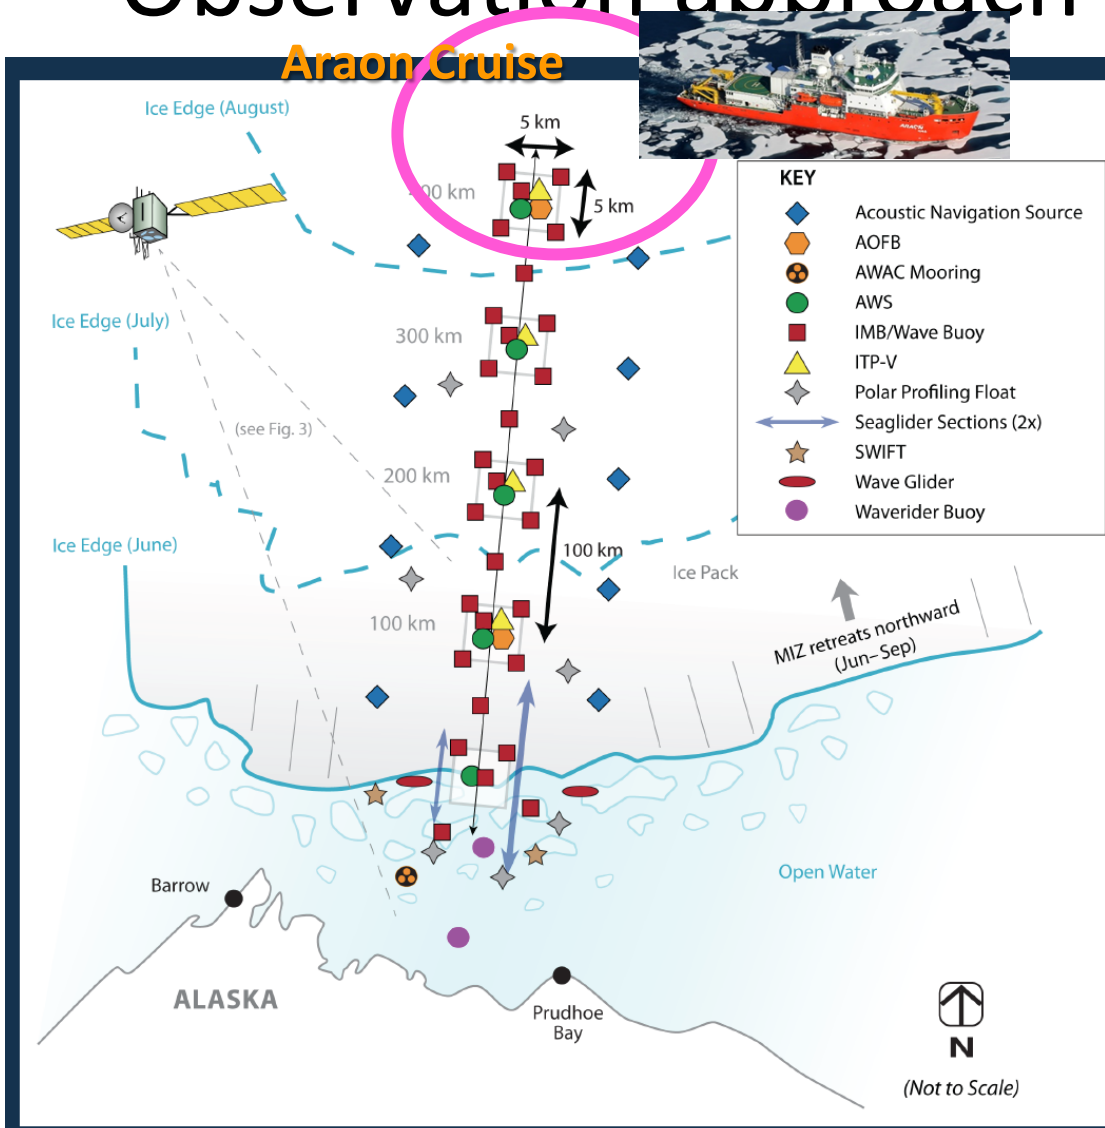 Observation approach
Araon Cruise
Ice Edge (August)
5 km
00 km
5 km
ARAON
KEY
Acoustic Navigation Source
AOFB
AWAC Mooring
AWS
IMB/Wave Buoy
ITP-V
Polar Profiling Float
Seaglider Sections (2x)
SWIFT
Wave Glider
Waverider Buoy
Ice Edge (July)
300 km
(see Fig. 3)
200 km
Ice Edge (June)
100 km
Ice Pack
100 km
MIZ retreats northward
(Jun–Sep)
Open Water
Barrow
ALASKA
Prudhoe
Bay
N
(Not to Scale)